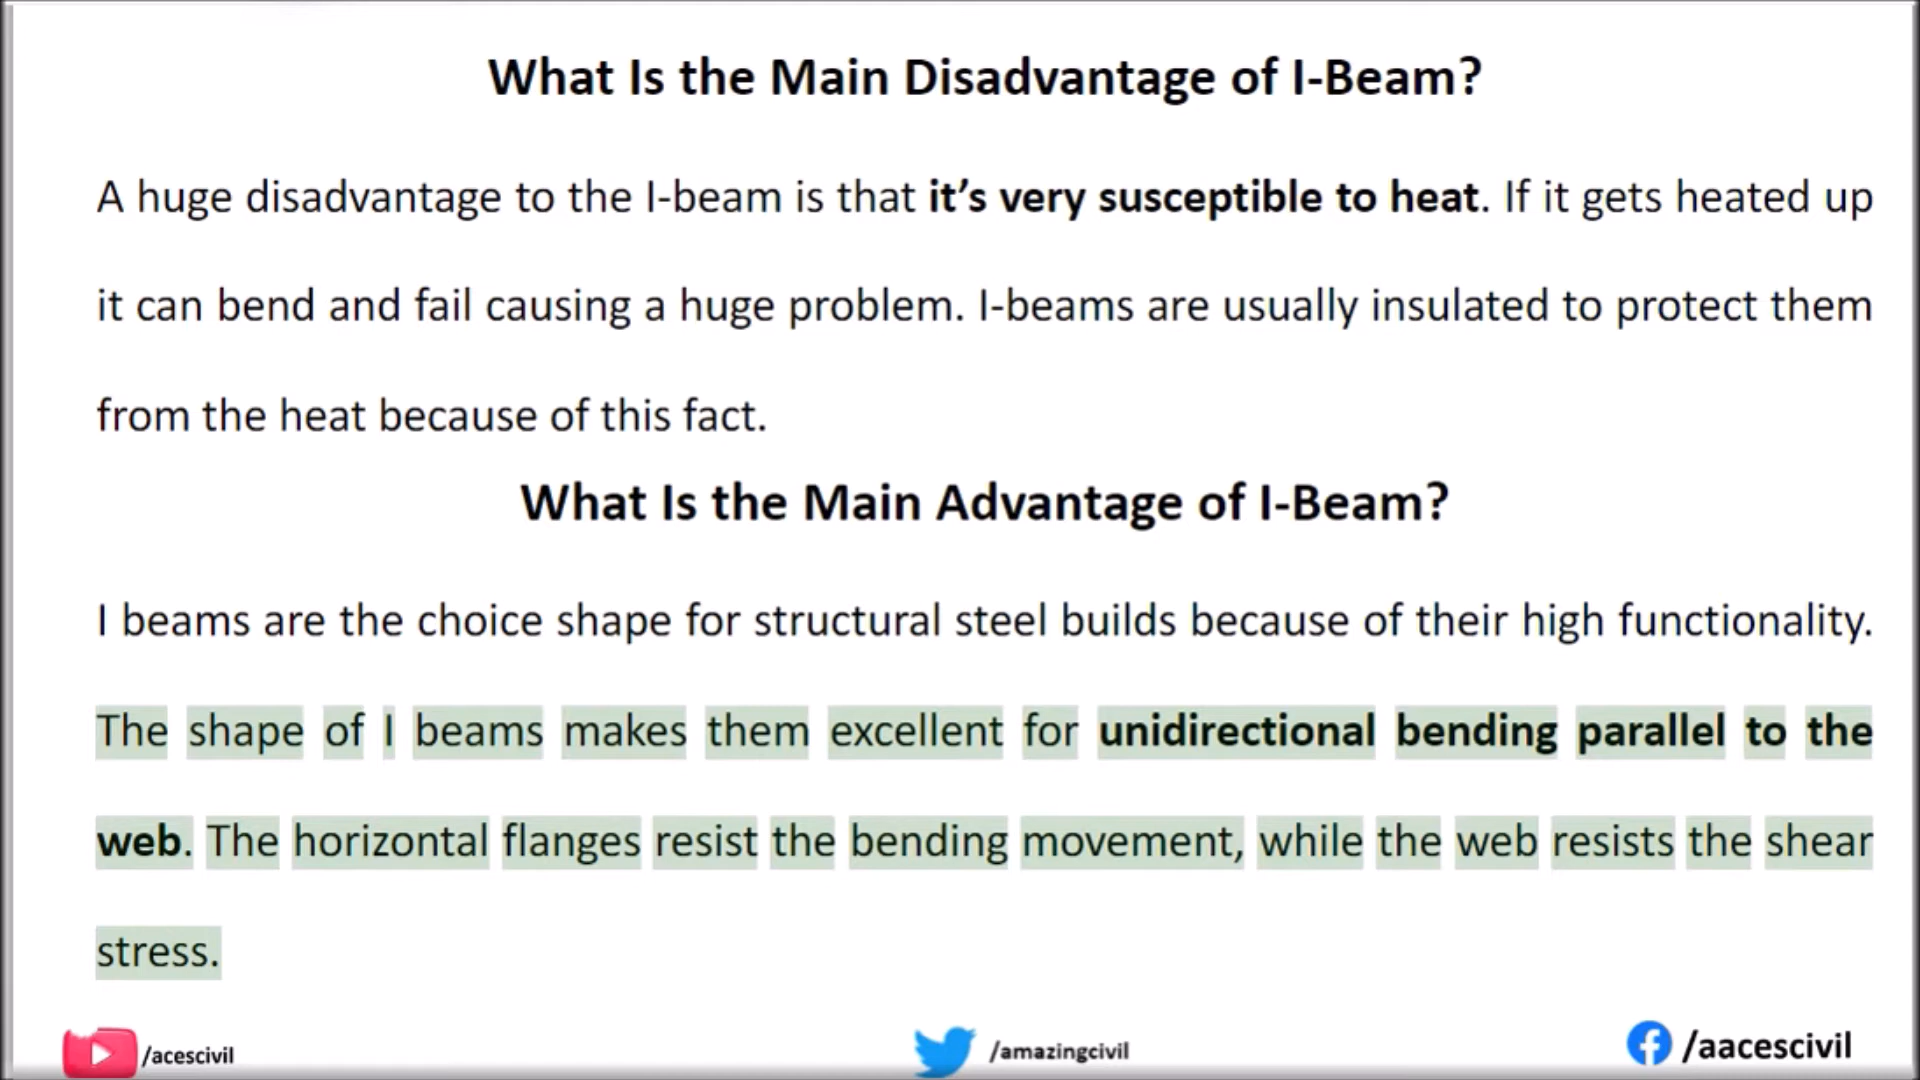 What Is the Main Disadvantage of I-Beam?
A huge disadvantage to the I-beam is that it’s very susceptible to heat. If it gets heated up
it can bend and fail causing a huge problem. I-beams are usually insulated to protect them
from the heat because of this fact.
What Is the Main Advantage of I-Beam?
I beams are the choice shape for structural steel builds because of their high functionality.
The shape of I beams makes them excellent for unidirectional bending parallel to the
web. The horizontal flanges resist the bending movement, while the web resists the shear
stress.
/acescivil
/amazingcivil
/aacescivil